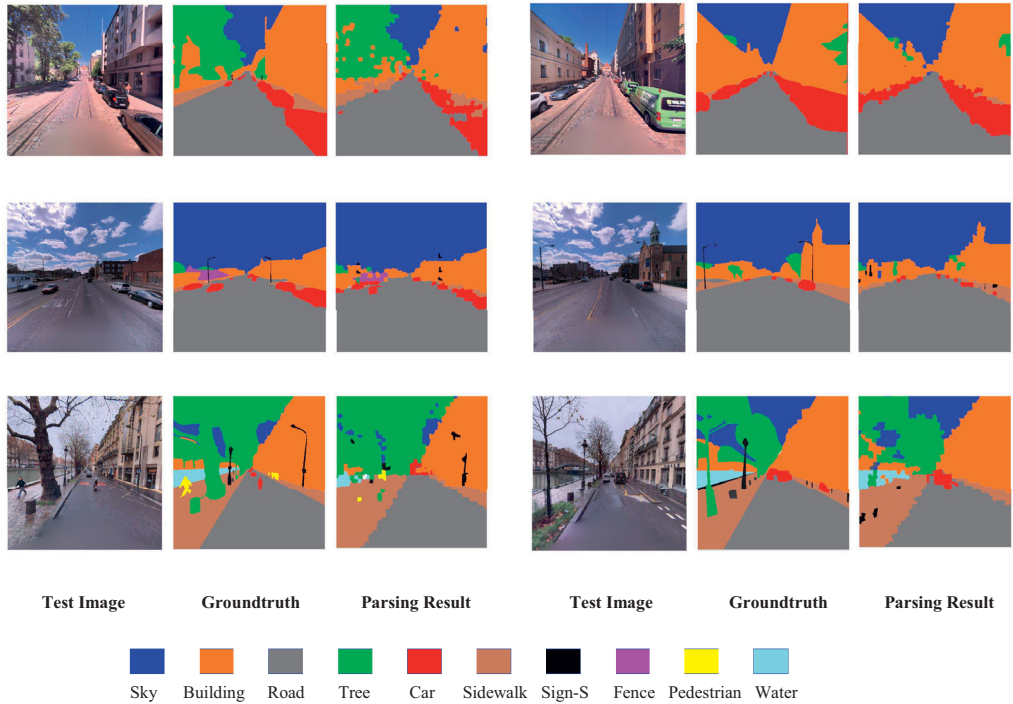 Test Image Groundtruth Parsing Result Test Image Groundtruth Parsing Result
Sky Building Road Tree Car Sidewalk Sign-S Fence Pedestrian Water